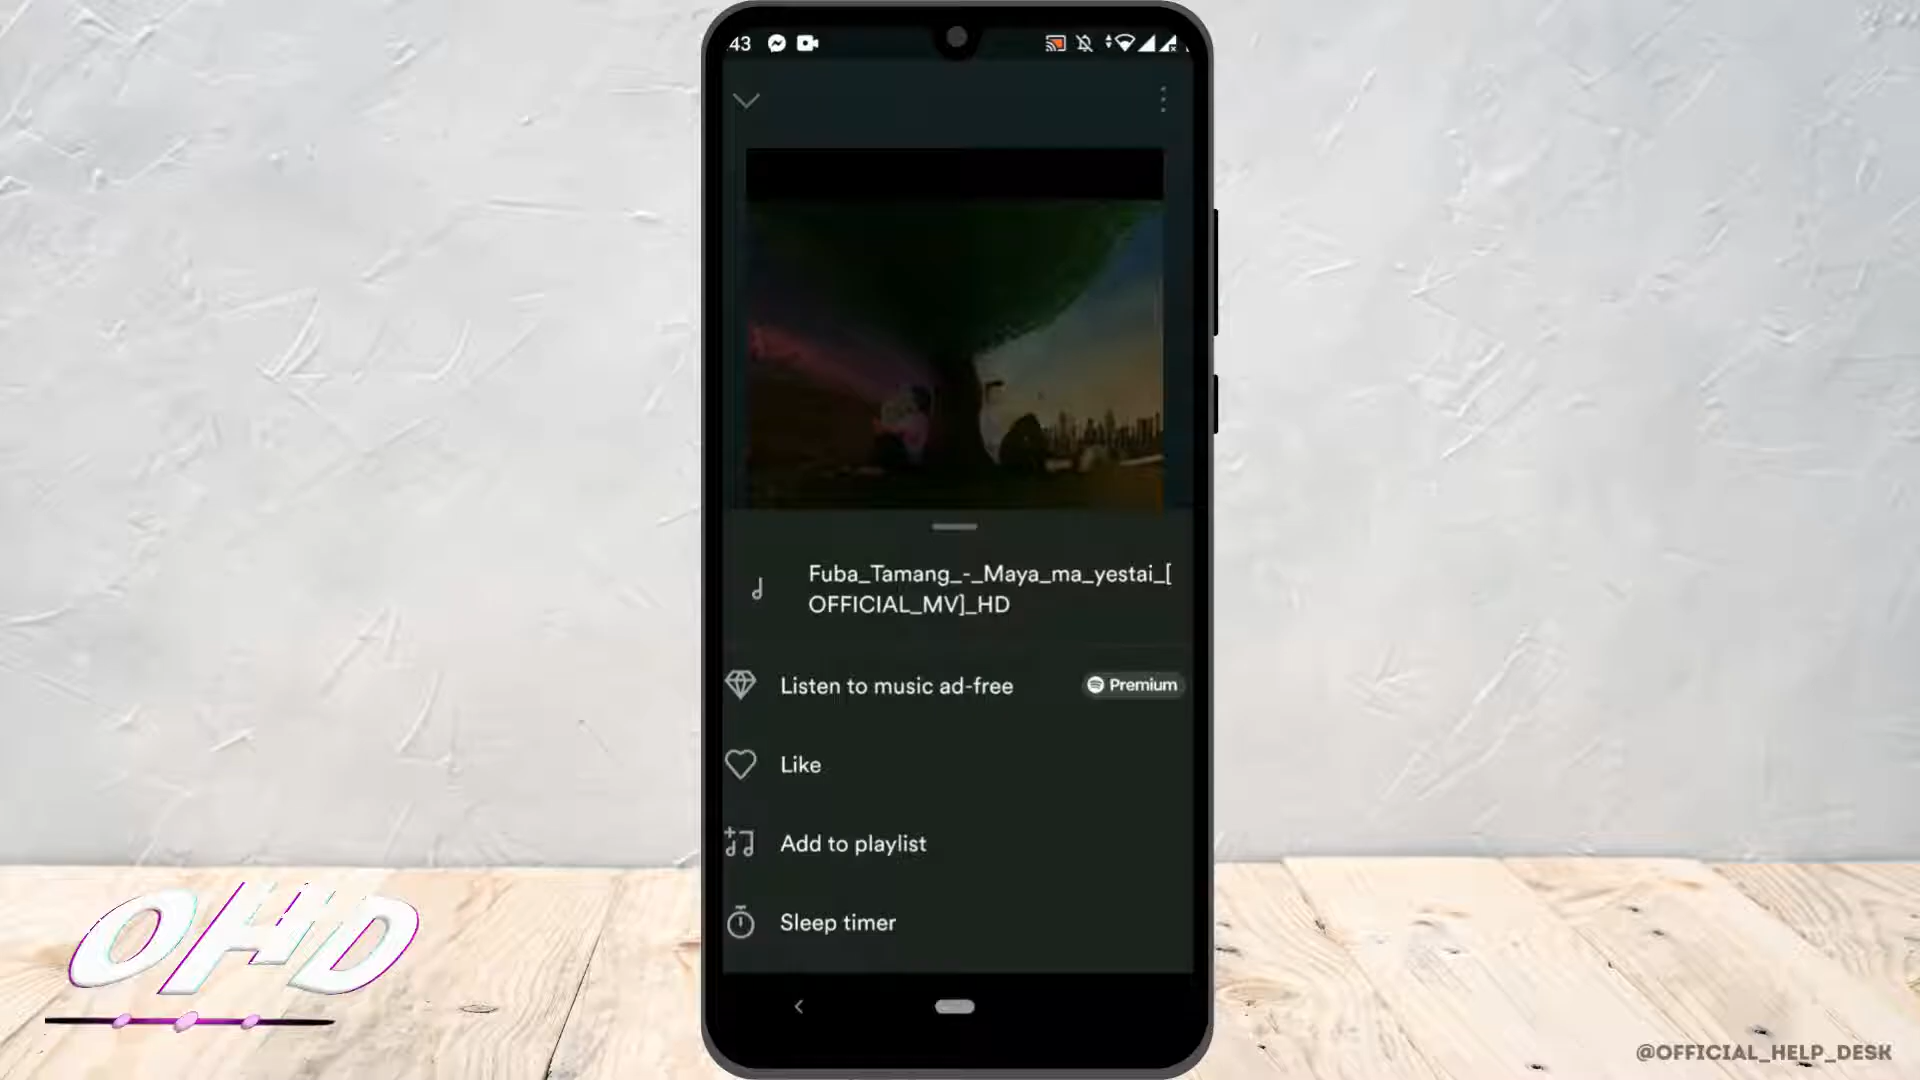 43
Fuba_Tamang_-_Maya_ma_yestai_[
OFFICIAL_MV]_HD
Listen to music ad-free
Premium
Like
Add to playlist
Sleep timer
OHD
@OFFICIAL_HELP_DESK